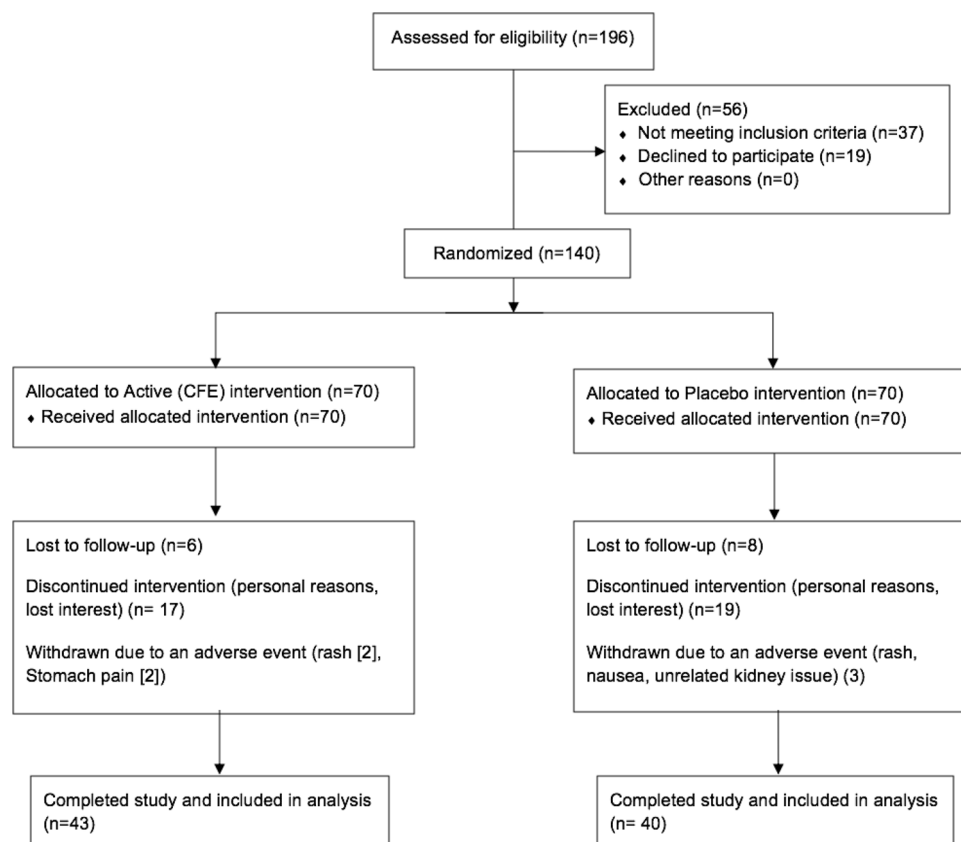 Assessed for eligibility (n=196)
Excluded (n=56)
♦ Not meeting inclusion criteria (n=37)
♦ Declined to participate (n=19)
♦ Other reasons (n=0)
Randomized (n=140)
Allocated to Active (CFE) intervention (n=70)
♦ Received allocated intervention (n=70)
Allocated to Placebo intervention (n=70)
♦ Received allocated intervention (n=70)
Lost to follow-up (n=6)
Discontinued intervention (personal reasons,
lost interest) (n= 17)
Withdrawn due to an adverse event (rash [2],
Stomach pain [2])
Lost to follow-up (n=8)
Discontinued intervention (personal reasons,
lost interest) (n=19)
Withdrawn due to an adverse event (rash,
nausea, unrelated kidney issue) (3)
Completed study and included in analysis
(n=43)
Completed study and included in analysis
(n= 40)